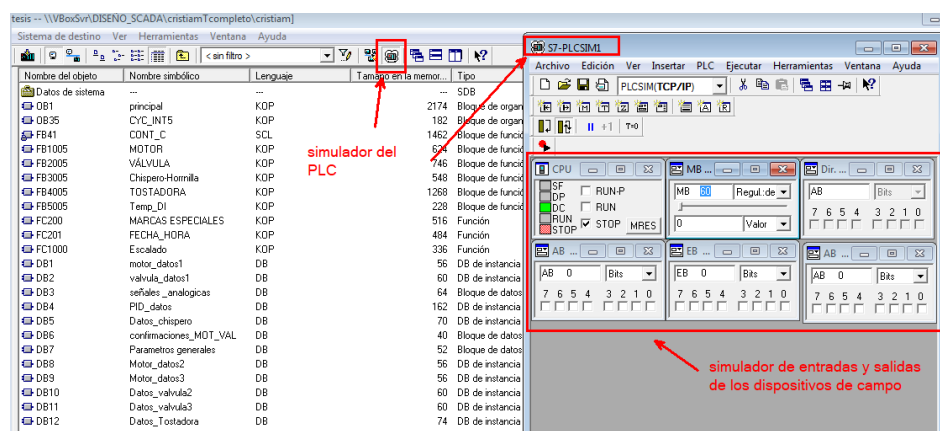 tesis -- \\VBoxSvr\DISEÑO_SCADA\cristiamTcompleto\cristiam]
Sistema de destino Ver Herramientas Ventana Ayuda
< sin filtro >
Nombre del objeto Nombre simbólico Lenguaje Tamaño en la memor... Tipo
Datos de sistema --- --- --- SDB
OB1 principal KOP 2174 Bloque de organ
OB35 CYC_INT5 KOP 182 Bloque de organ
FB41 CONT_C SCL 1462 Bloque de funció
FB1005 MOTOR KOP 624 Bloque de funció
FB2005 VÁLVULA KOP 746 Bloque de funció
FB3005 Chispero-Hornilla KOP 548 Bloque de funció
FB4005 TOSTADORA KOP 1268 Bloque de funció
FB5005 Temp_DI KOP 228 Bloque de funció
FC200 MARCAS ESPECIALES KOP 516 Función
FC201 FECHA_HORA KOP 484 Función
FC1000 Escalado KOP 336 Función
DB1 motor_datos1 DB 56 DB de instancia
DB2 valvula_datos1 DB 60 DB de instancia
DB3 señales _analogicas DB 64 Bloque de datos
DB4 PID_datos DB 162 DB de instancia
DB5 Datos_chispero DB 70 DB de instancia
DB6 confirmaciones_MOT_VAL DB 40 Bloque de datos
DB7 Parametros generales DB 52 Bloque de datos
DB8 Motor_datos2 DB 56 DB de instancia
DB9 Motor_datos3 DB 56 DB de instancia
DB10 Datos_valvula2 DB 60 DB de instancia
DB11 Datos_valvula3 DB 60 DB de instancia
DB12 Datos_Tostadora DB 74 DB de instancia
simulador del
PLC
S7-PLCSIM1
Archivo Edición Ver Insertar PLC Ejecutar Herramientas Ventana Ayuda
PLCSIM(TCP/IP)
+1 T=0
CPU
SF
DP
DC
RUN
STOP
RUN-P
RUN
STOP MRES
MB ...
MB 60 Regul.:de
0 Valor
Dir. ...
AB Bits
7 6 5 4 3 2 1 0
AB ...
AB 0 Bits
7 6 5 4 3 2 1 0
EB ...
EB 0 Bits
7 6 5 4 3 2 1 0
AB ...
AB 0 Bits
7 6 5 4 3 2 1 0
simulador de entradas y salidas
de los dispositivos de campo